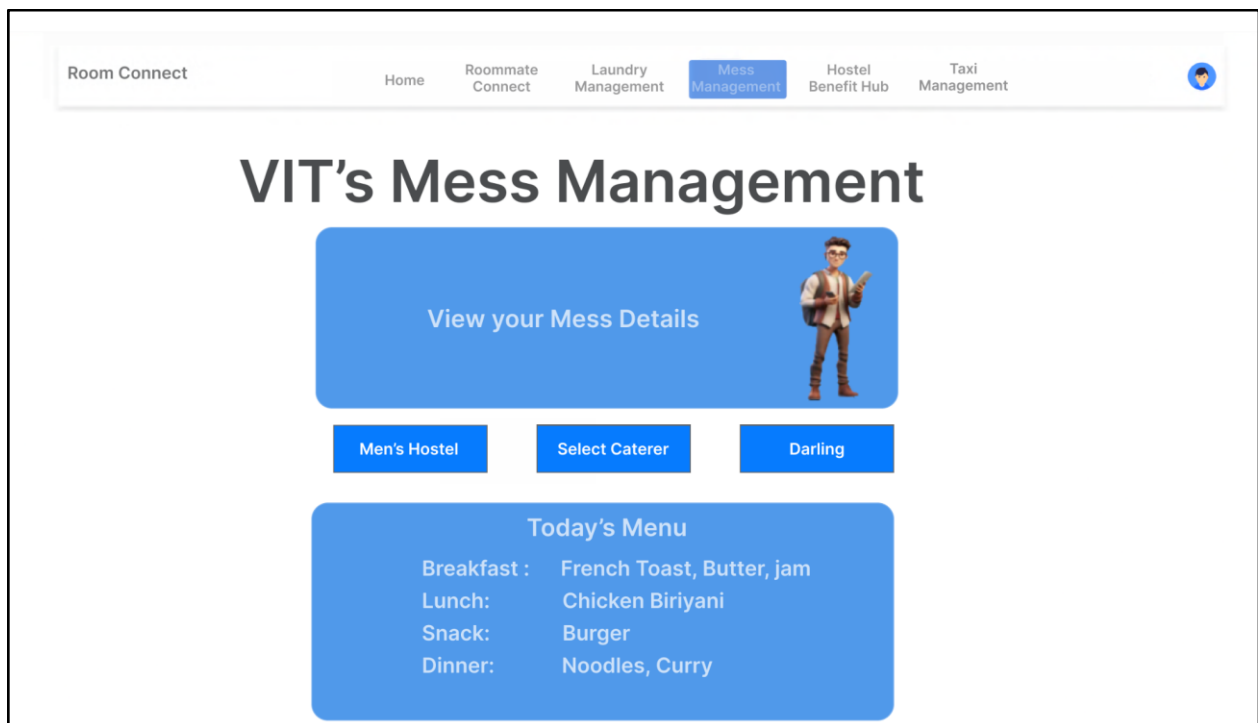 Room Connect
Home
Roommate
Connect
Laundry
Management
Mess
Management
Hostel
Benefit Hub
Taxi
Management
VIT’s Mess Management
View your Mess Details
Men’s Hostel
Select Caterer
Darling
Today’s Menu
Breakfast : French Toast, Butter, jam
Lunch: Chicken Biriyani
Snack: Burger
Dinner: Noodles, Curry